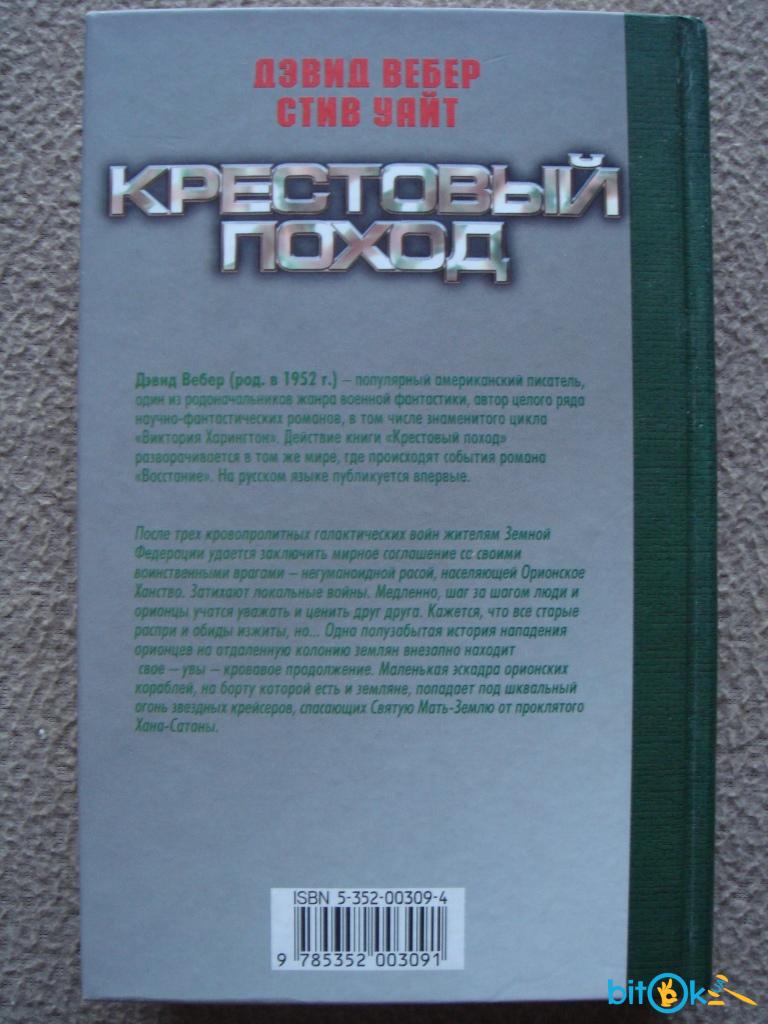 ДЭВИД ВЕБЕР
СТИВ УАЙТ
КРЕСТОВЫЙ
ПОХОД
Дэвид Вебер (род. в 1952 г.) – популярный американский писатель,
один из родоначальников жанра военной фантастики, автор целого ряда
научно-фантастических романов, в том числе знаменитого цикла
«Виктория Харингтон». Действие книги «Крестовый поход»
разворачивается в том же мире, где происходят события романа
«Восстание». На русском языке публикуется впервые.
После трех кровопролитных галактических войн жителям Земной
Федерации удается заключить мирное соглашение со своими
воинственными врагами – негуманоидной расой, населяющей Орионское
Ханство. Затихают локальные войны. Медленно, шаг за шагом люди и
орионцы учатся уважать и ценить друг друга. Кажется, что все старые
распри и обиды изжиты, но... Одна полузабытая история нападения
орионцев на отдаленную колонию землян внезапно находит
свое – увы – кровавое продолжение. Маленькая эскадра орионских
кораблей, на борту которой есть и земляне, попадает под шквальный
огонь звездных крейсеров, спасающих Святую Мать-Землю от проклятого
Хана-Сатаны.
ISBN 5-352-00309-4
9 785352 003091
bitOk